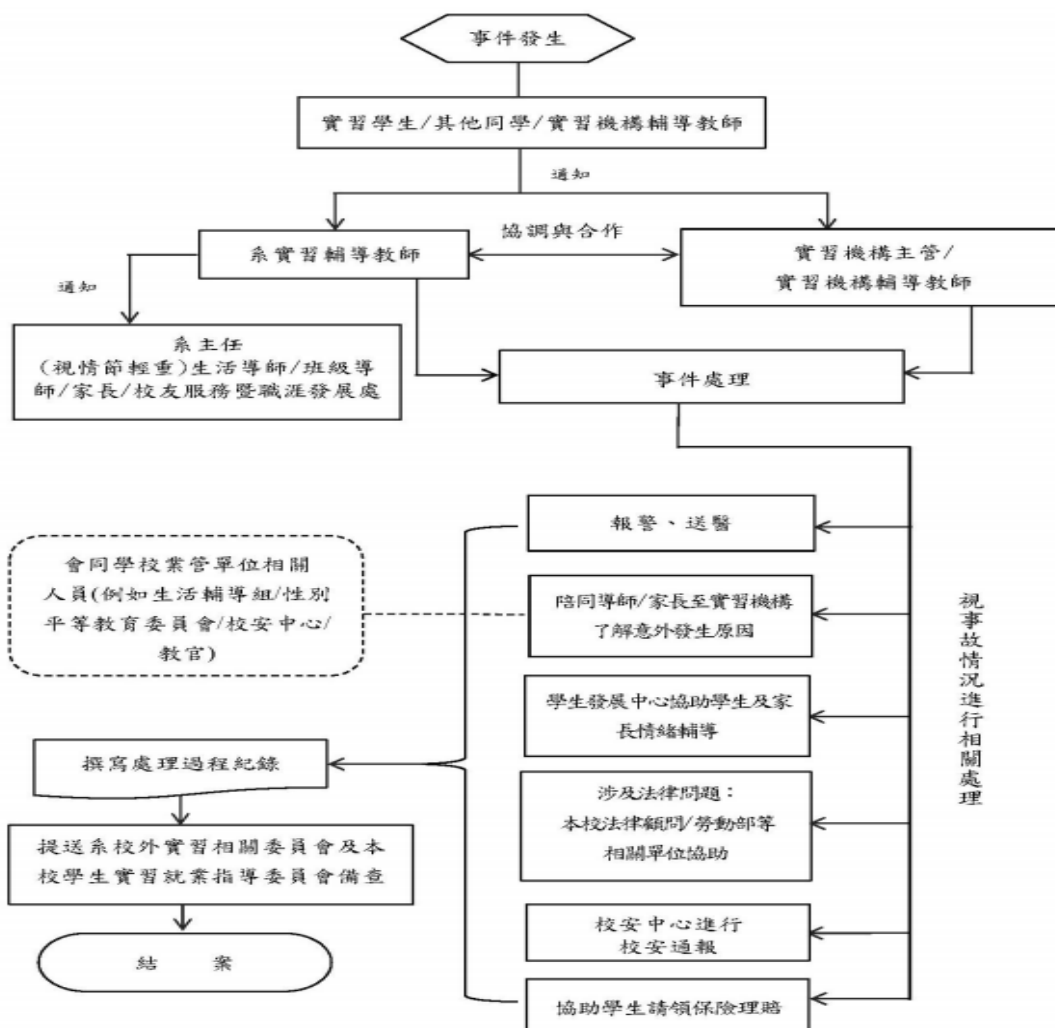 事件發生
實習學生/其他同學/實習機構輔導教師
通知
協調與合作
系實習輔導教師
實習機構主管/
實習機構輔導教師
通知
系主任
(視情節輕重)生活導師/班級導
師/家長/校友服務暨職涯發展處
事件處理
視事故情況進行相關處理
報警、送醫
會同學校業管單位相關
人員(例如生活輔導組/性別
平等教育委員會/校安中心/
教官)
陪同導師/家長至實習機構
了解意外發生原因
學生發展中心協助學生及家
長情緒輔導
涉及法律問題：
本校法律顧問/勞動部等
相關單位協助
校安中心進行
校安通報
協助學生請領保險理賠
撰寫處理過程紀錄
提送系校外實習相關委員會及本
校學生實習就業指導委員會備查
結 案